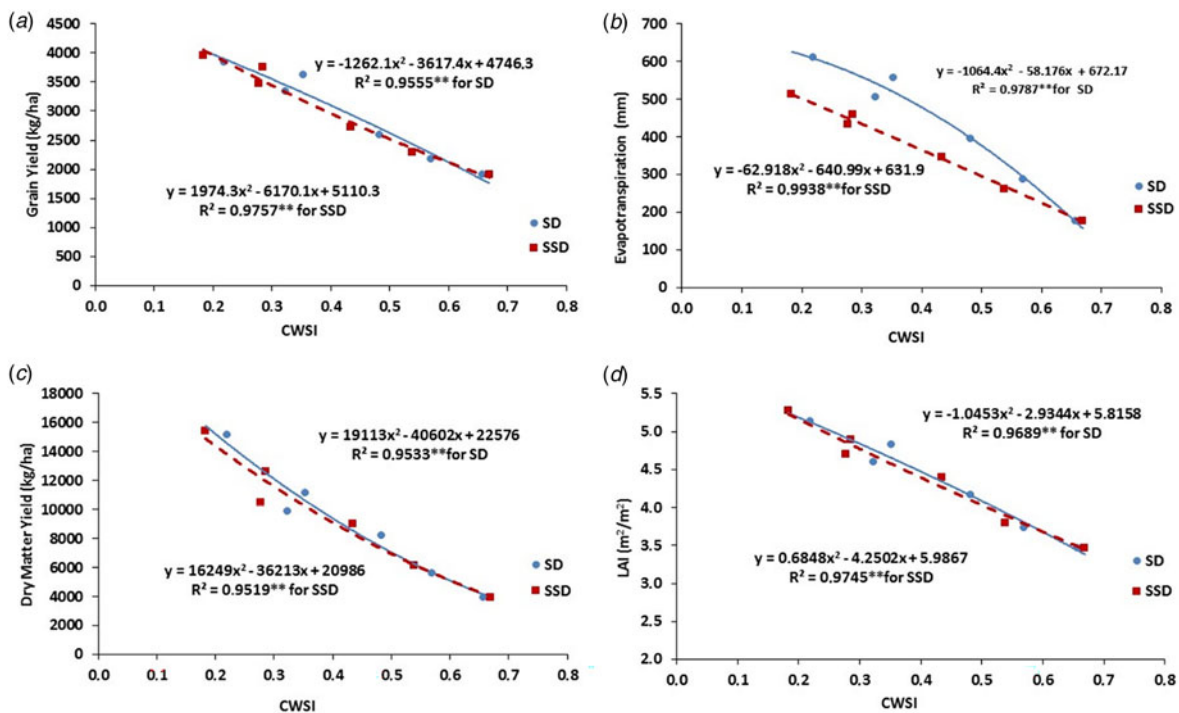 (a)
4500
4000
3500
3000
2500
2000
1500
1000
500
0
Grain Yield (kg/ha)
y = -1262.1x² - 3617.4x + 4746.3
R² = 0.9555** for SD
y = 1974.3x² - 6170.1x + 5110.3
R² = 0.9757** for SSD
SD
SSD
0.0 0.1 0.2 0.3 0.4 0.5 0.6 0.7 0.8
CWSI
(b)
700
600
500
400
300
200
100
0
Evapotranspiration (mm)
y = -1064.4x² - 58.176x + 672.17
R² = 0.9787**for SD
y = -62.918x² - 640.99x + 631.9
R² = 0.9938**for SSD
SD
SSD
0.0 0.1 0.2 0.3 0.4 0.5 0.6 0.7 0.8
CWSI
(c)
18000
16000
14000
12000
10000
8000
6000
4000
2000
0
Dry Matter Yield (kg/ha)
y = 19113x² - 40602x + 22576
R² = 0.9533**for SD
y = 16249x² - 36213x + 20986
R² = 0.9519** for SSD
SD
SSD
0.0 0.1 0.2 0.3 0.4 0.5 0.6 0.7 0.8
CWSI
(d)
5.5
5.0
4.5
4.0
3.5
3.0
2.5
2.0
LAI (m²/m²)
y = -1.0453x² - 2.9344x + 5.8158
R² = 0.9689** for SD
y = 0.6848x² - 4.2502x + 5.9867
R² = 0.9745**for SSD
SD
SSD
0.0 0.1 0.2 0.3 0.4 0.5 0.6 0.7 0.8
CWSI